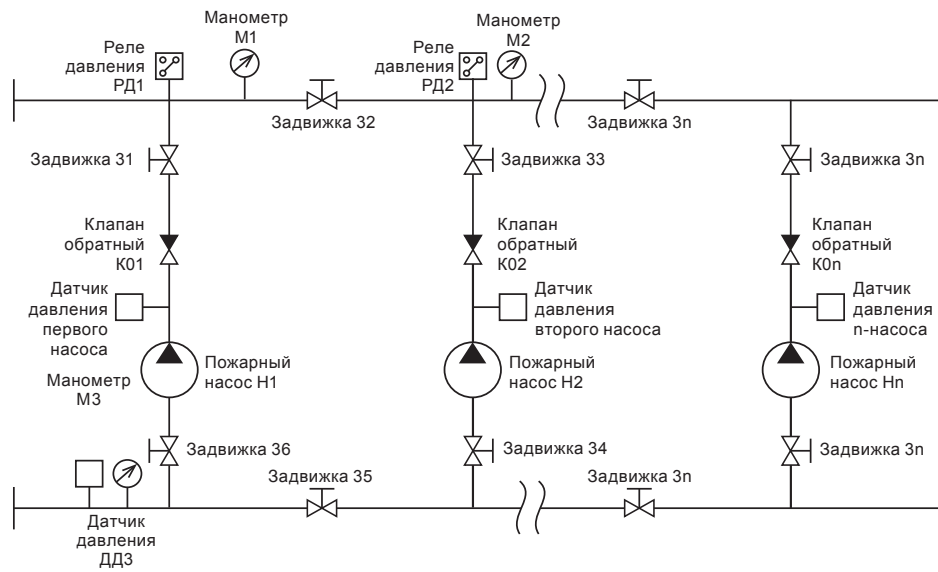 Манометр
М1
Манометр
М2
Реле
давления
РД1
Реле
давления
РД2
Задвижка 32
Задвижка 3n
Задвижка 31
Задвижка 33
Задвижка 3n
Клапан
обратный
К01
Клапан
обратный
К02
Клапан
обратный
К0n
Датчик
давления
первого
насоса
Датчик
давления
второго насоса
Датчик
давления
n-насоса
Пожарный
насос Н1
Пожарный
насос Н2
Пожарный
насос Нn
Манометр
М3
Задвижка 36
Задвижка 34
Задвижка 3n
Задвижка 35
Задвижка 3n
Датчик
давления
ДД3